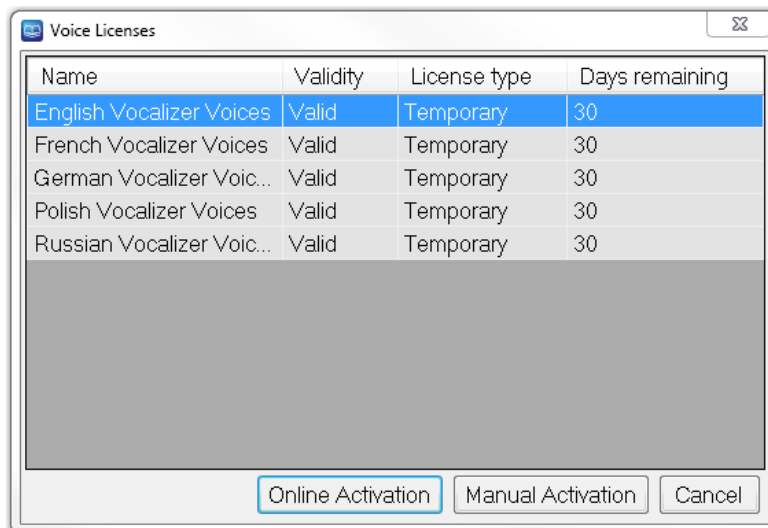 Voice Licenses
Name Validity License type Days remaining
English Vocalizer Voices Valid Temporary 30
French Vocalizer Voices Valid Temporary 30
German Vocalizer Voic... Valid Temporary 30
Polish Vocalizer Voices Valid Temporary 30
Russian Vocalizer Voic... Valid Temporary 30
Online Activation Manual Activation Cancel